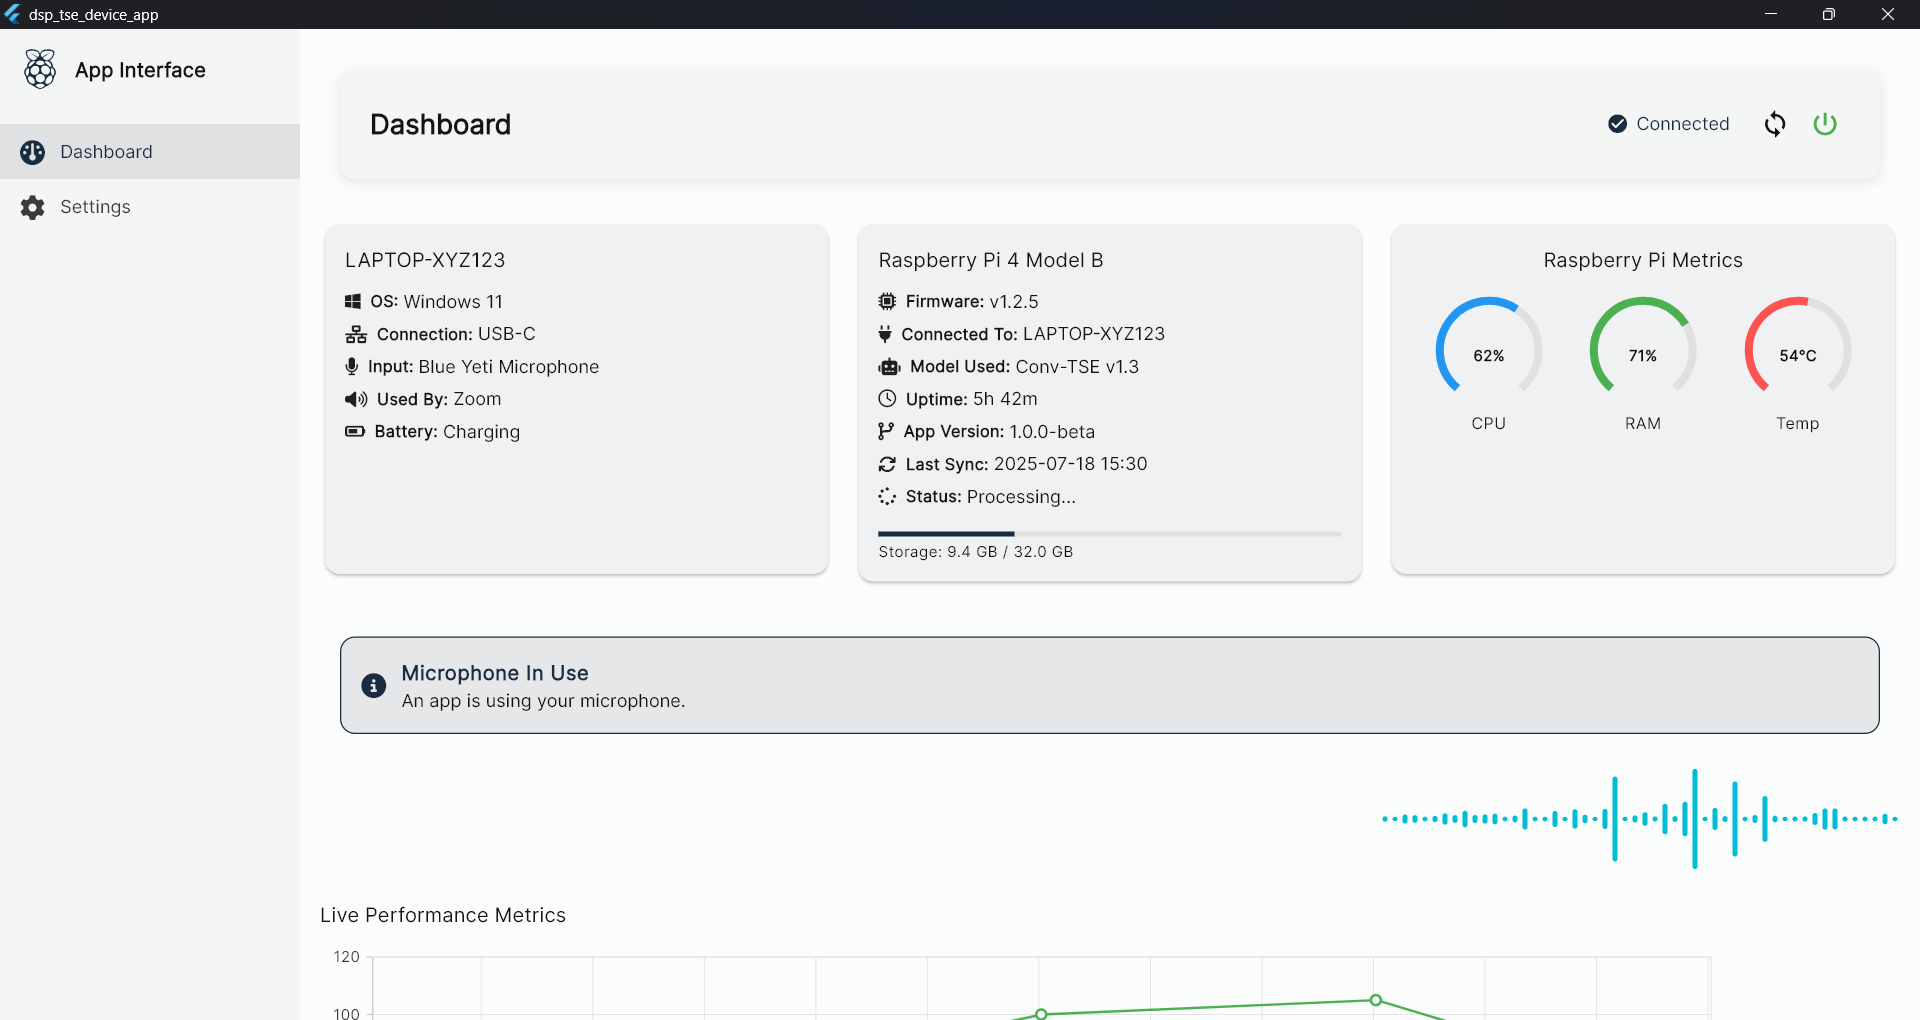 dsp_tse_device_app
App Interface
Dashboard
Settings
Dashboard
Connected
LAPTOP-XYZ123
OS: Windows 11
Connection: USB-C
Input: Blue Yeti Microphone
Used By: Zoom
Battery: Charging
Raspberry Pi 4 Model B
Firmware: v1.2.5
Connected To: LAPTOP-XYZ123
Model Used: Conv-TSE v1.3
Uptime: 5h 42m
App Version: 1.0.0-beta
Last Sync: 2025-07-18 15:30
Status: Processing...
Storage: 9.4 GB / 32.0 GB
Raspberry Pi Metrics
62% 71% 54°C
CPU RAM Temp
Microphone In Use
An app is using your microphone.
Live Performance Metrics
120
100